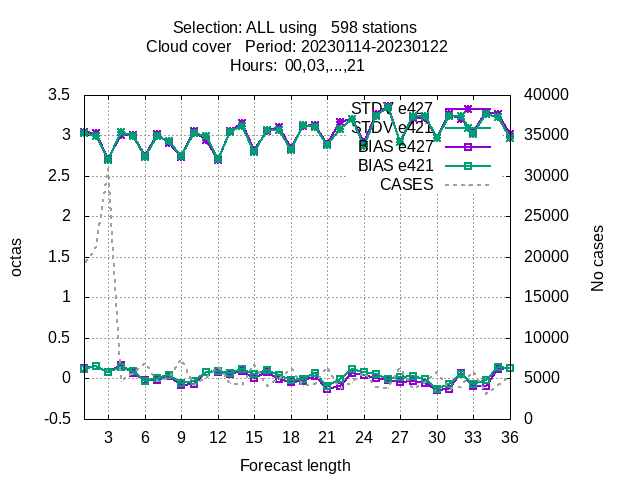 Selection: ALL using   598 stations
Cloud cover   Period: 20230114-20230122
Hours:  00,03,...,21
3.5
3
2.5
2
1.5
1
0.5
0
-0.5
octas
40000
35000
30000
25000
20000
15000
10000
5000
0
No cases
STDV e427
STDV e421
BIAS e427
BIAS e421
CASES
3 6 9 12 15 18 21 24 27 30 33 36
Forecast length